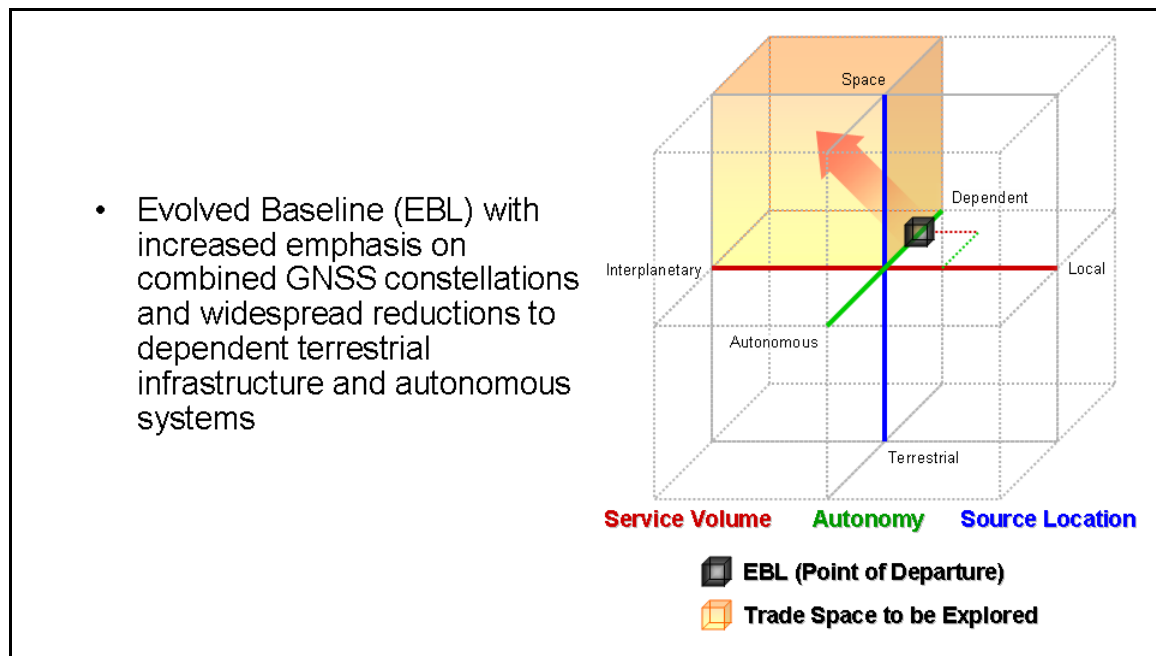 • Evolved Baseline (EBL) with
increased emphasis on
combined GNSS constellations
and widespread reductions to
dependent terrestrial
infrastructure and autonomous
systems
Space
Dependent
Interplanetary
Local
Autonomous
Terrestrial
Service Volume Autonomy Source Location
EBL (Point of Departure)
Trade Space to be Explored